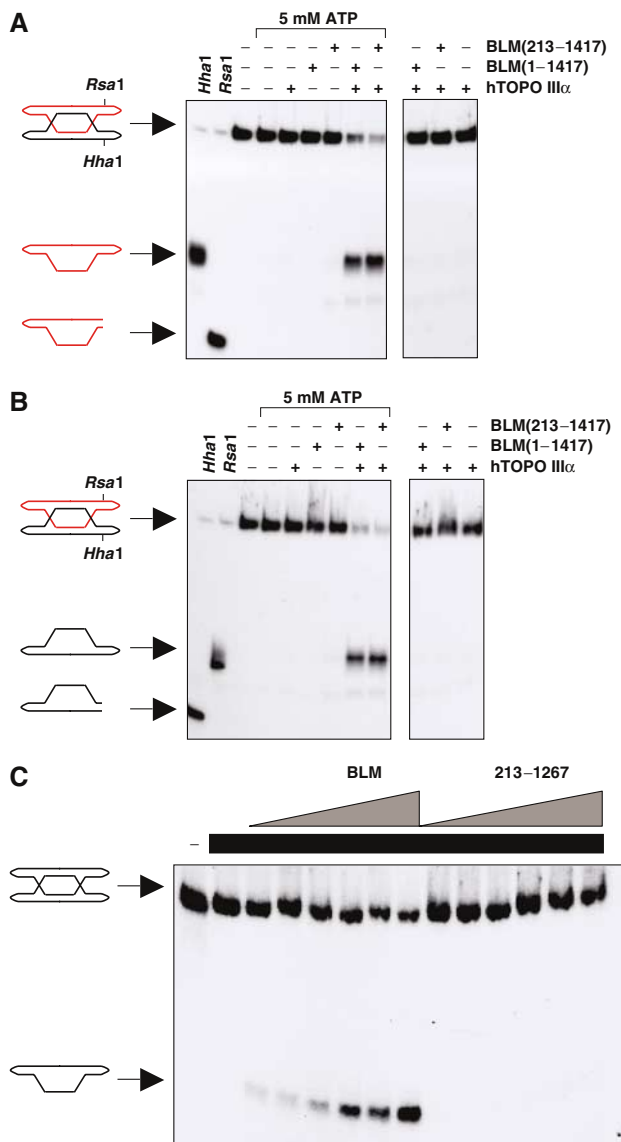 A
5 mM ATP
– – – – + – + – + – BLM(213–1417)
– – – + – + – + – – BLM(1–1417)
– – + – – + + + + + hTOPO IIIα
Hha1
Rsa1
Rsa1
Hha1
B
5 mM ATP
– – – – + – + – + – BLM(213–1417)
– – – + – + – + – – BLM(1–1417)
– – + – – + + + + + hTOPO IIIα
Hha1
Rsa1
Rsa1
Hha1
C
BLM 213–1267
–